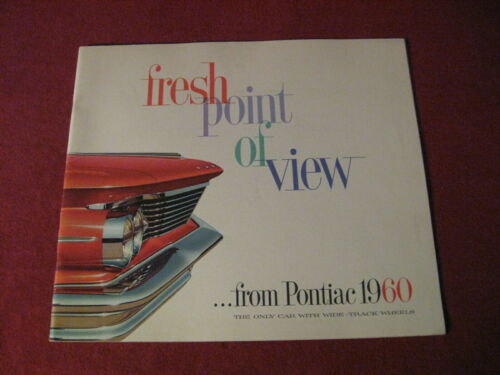 fresh
point
of
view
...from Pontiac 1960
THE ONLY CAR WITH WIDE-TRACK WHEELS